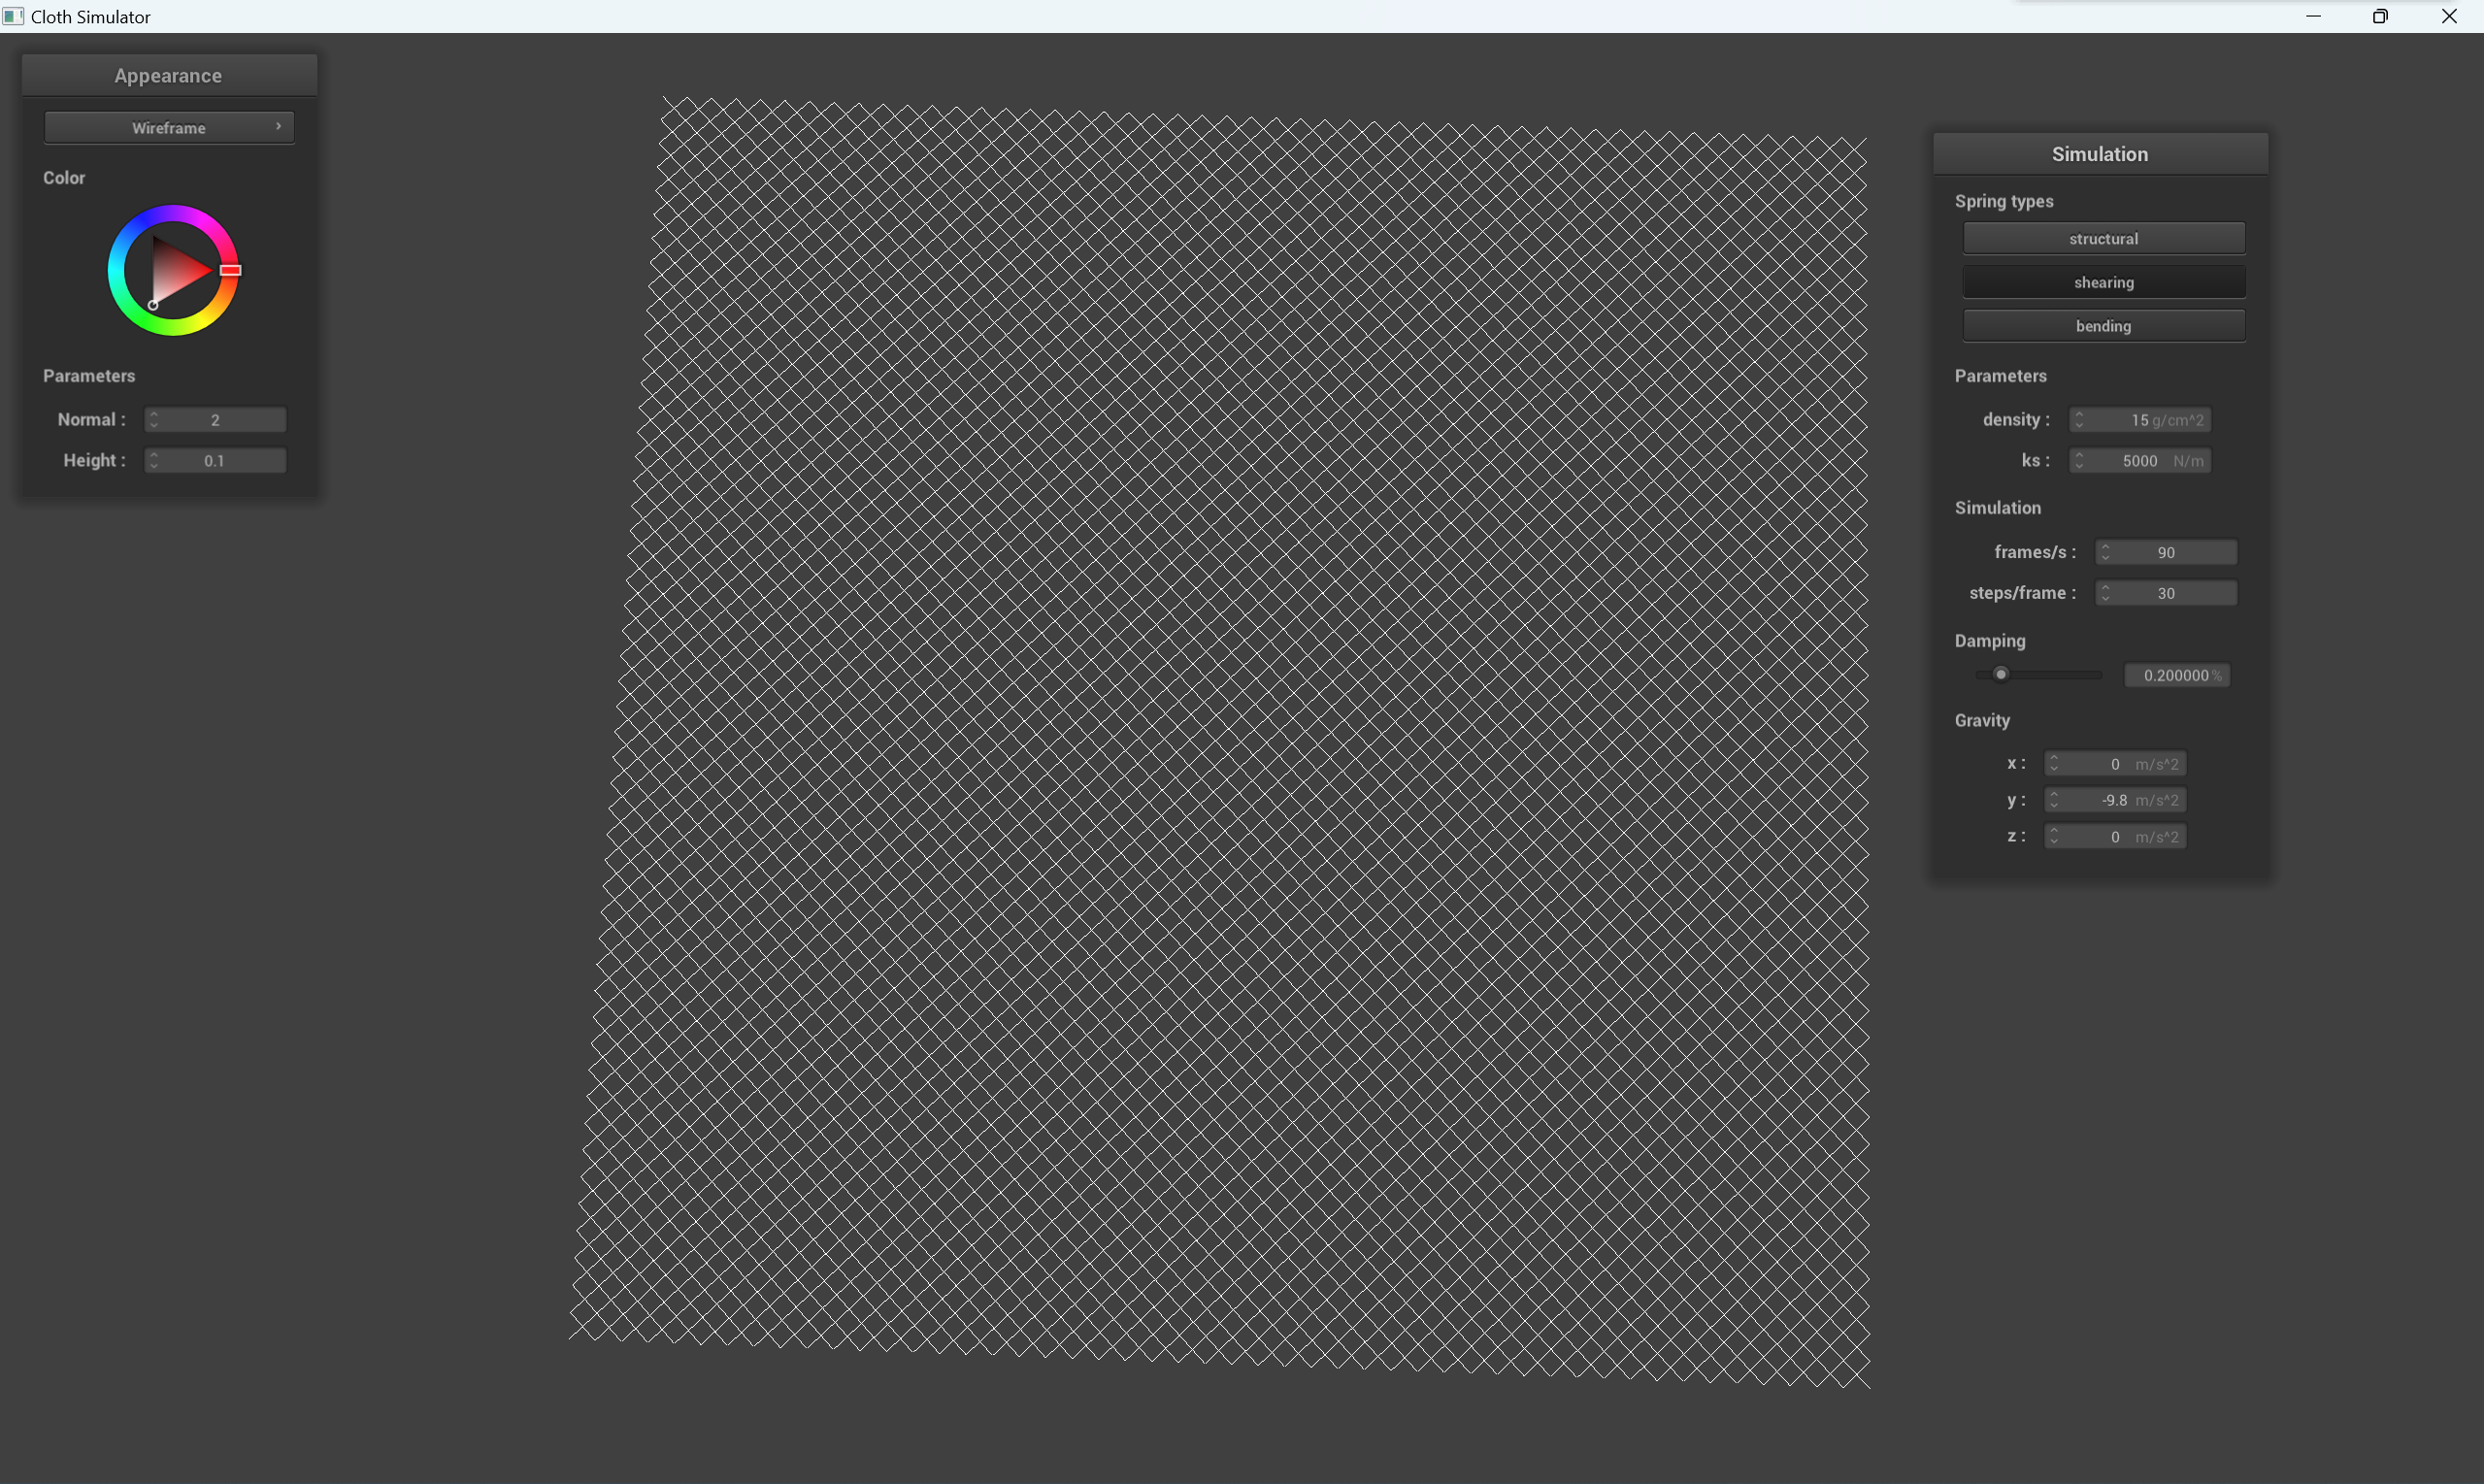 Cloth Simulator
Appearance
Wireframe
Color
Parameters
Normal : 2
Height : 0.1
Simulation
Spring types
structural
shearing
bending
Parameters
density : 15 g/cm^2
ks : 5000 N/m
Simulation
frames/s : 90
steps/frame : 30
Damping
0.200000 %
Gravity
x : 0 m/s^2
y : -9.8 m/s^2
z : 0 m/s^2